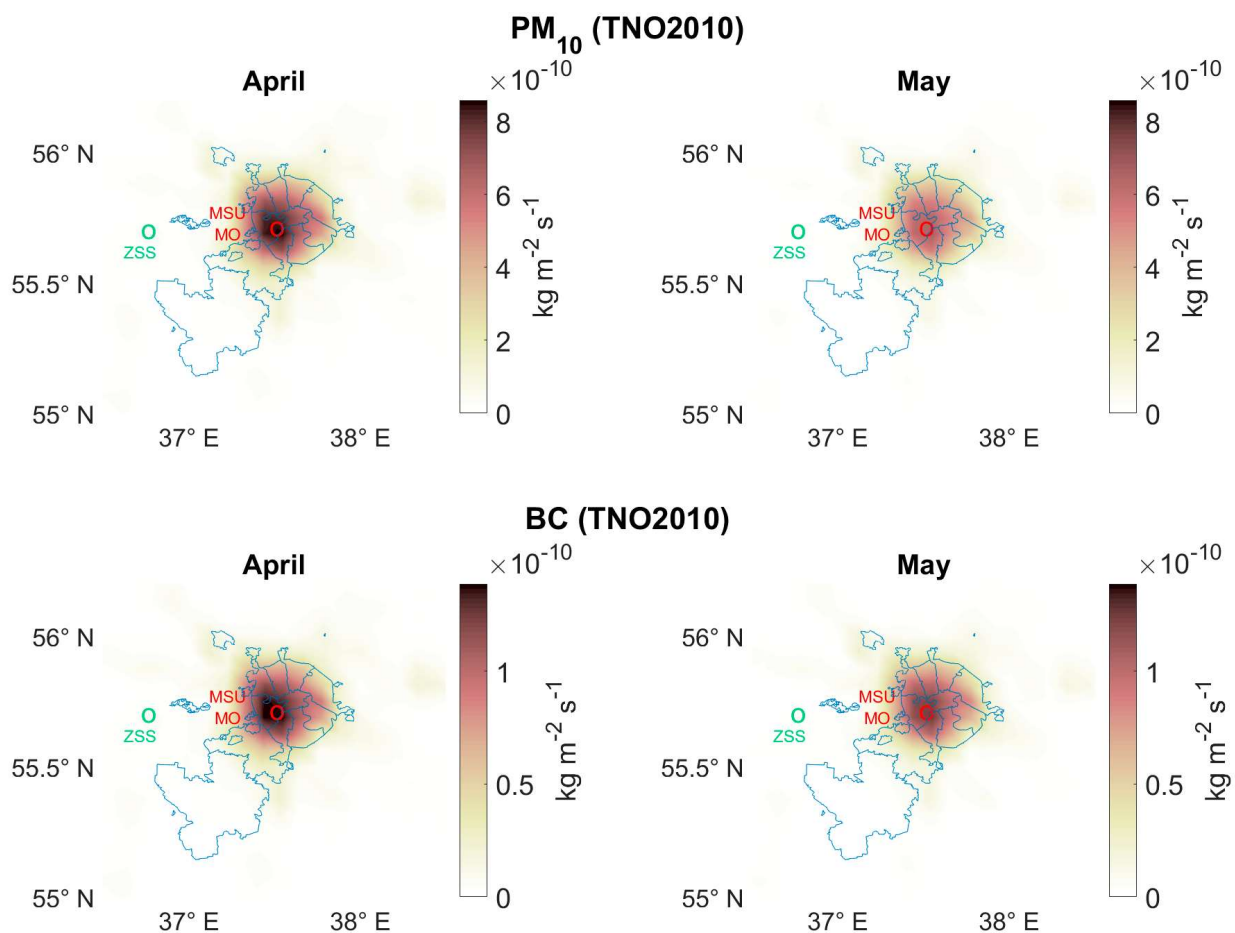 PM10 (TNO2010)
April
×10-10
8
6
4
2
0
kg m-2 s-1
56° N
55.5° N
55° N
37° E 38° E
MSU
MO
O
O
ZSS
May
×10-10
8
6
4
2
0
kg m-2 s-1
56° N
55.5° N
55° N
37° E 38° E
MSU
MO
O
O
ZSS
BC (TNO2010)
April
×10-10
1
0.5
0
kg m-2 s-1
56° N
55.5° N
55° N
37° E 38° E
MSU
MO
O
O
ZSS
May
×10-10
1
0.5
0
kg m-2 s-1
56° N
55.5° N
55° N
37° E 38° E
MSU
MO
O
O
ZSS